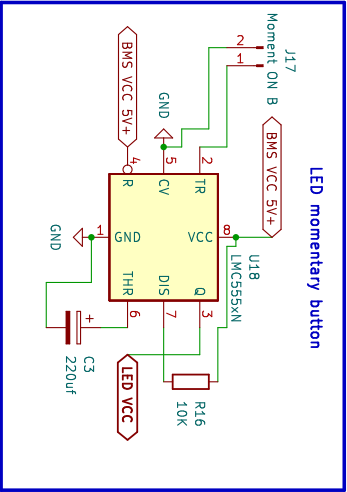 LED momentary button
J17
Moment ON B
2
1
BMS VCC 5V+
GND
BMS VCC 5V+
4
5
2
R
CV
TR
GND
1
GND
VCC
8
U18
LMC555xN
THR
DIS
Q
6
7
3
+
C3
220uf
LED VCC
R16
10K